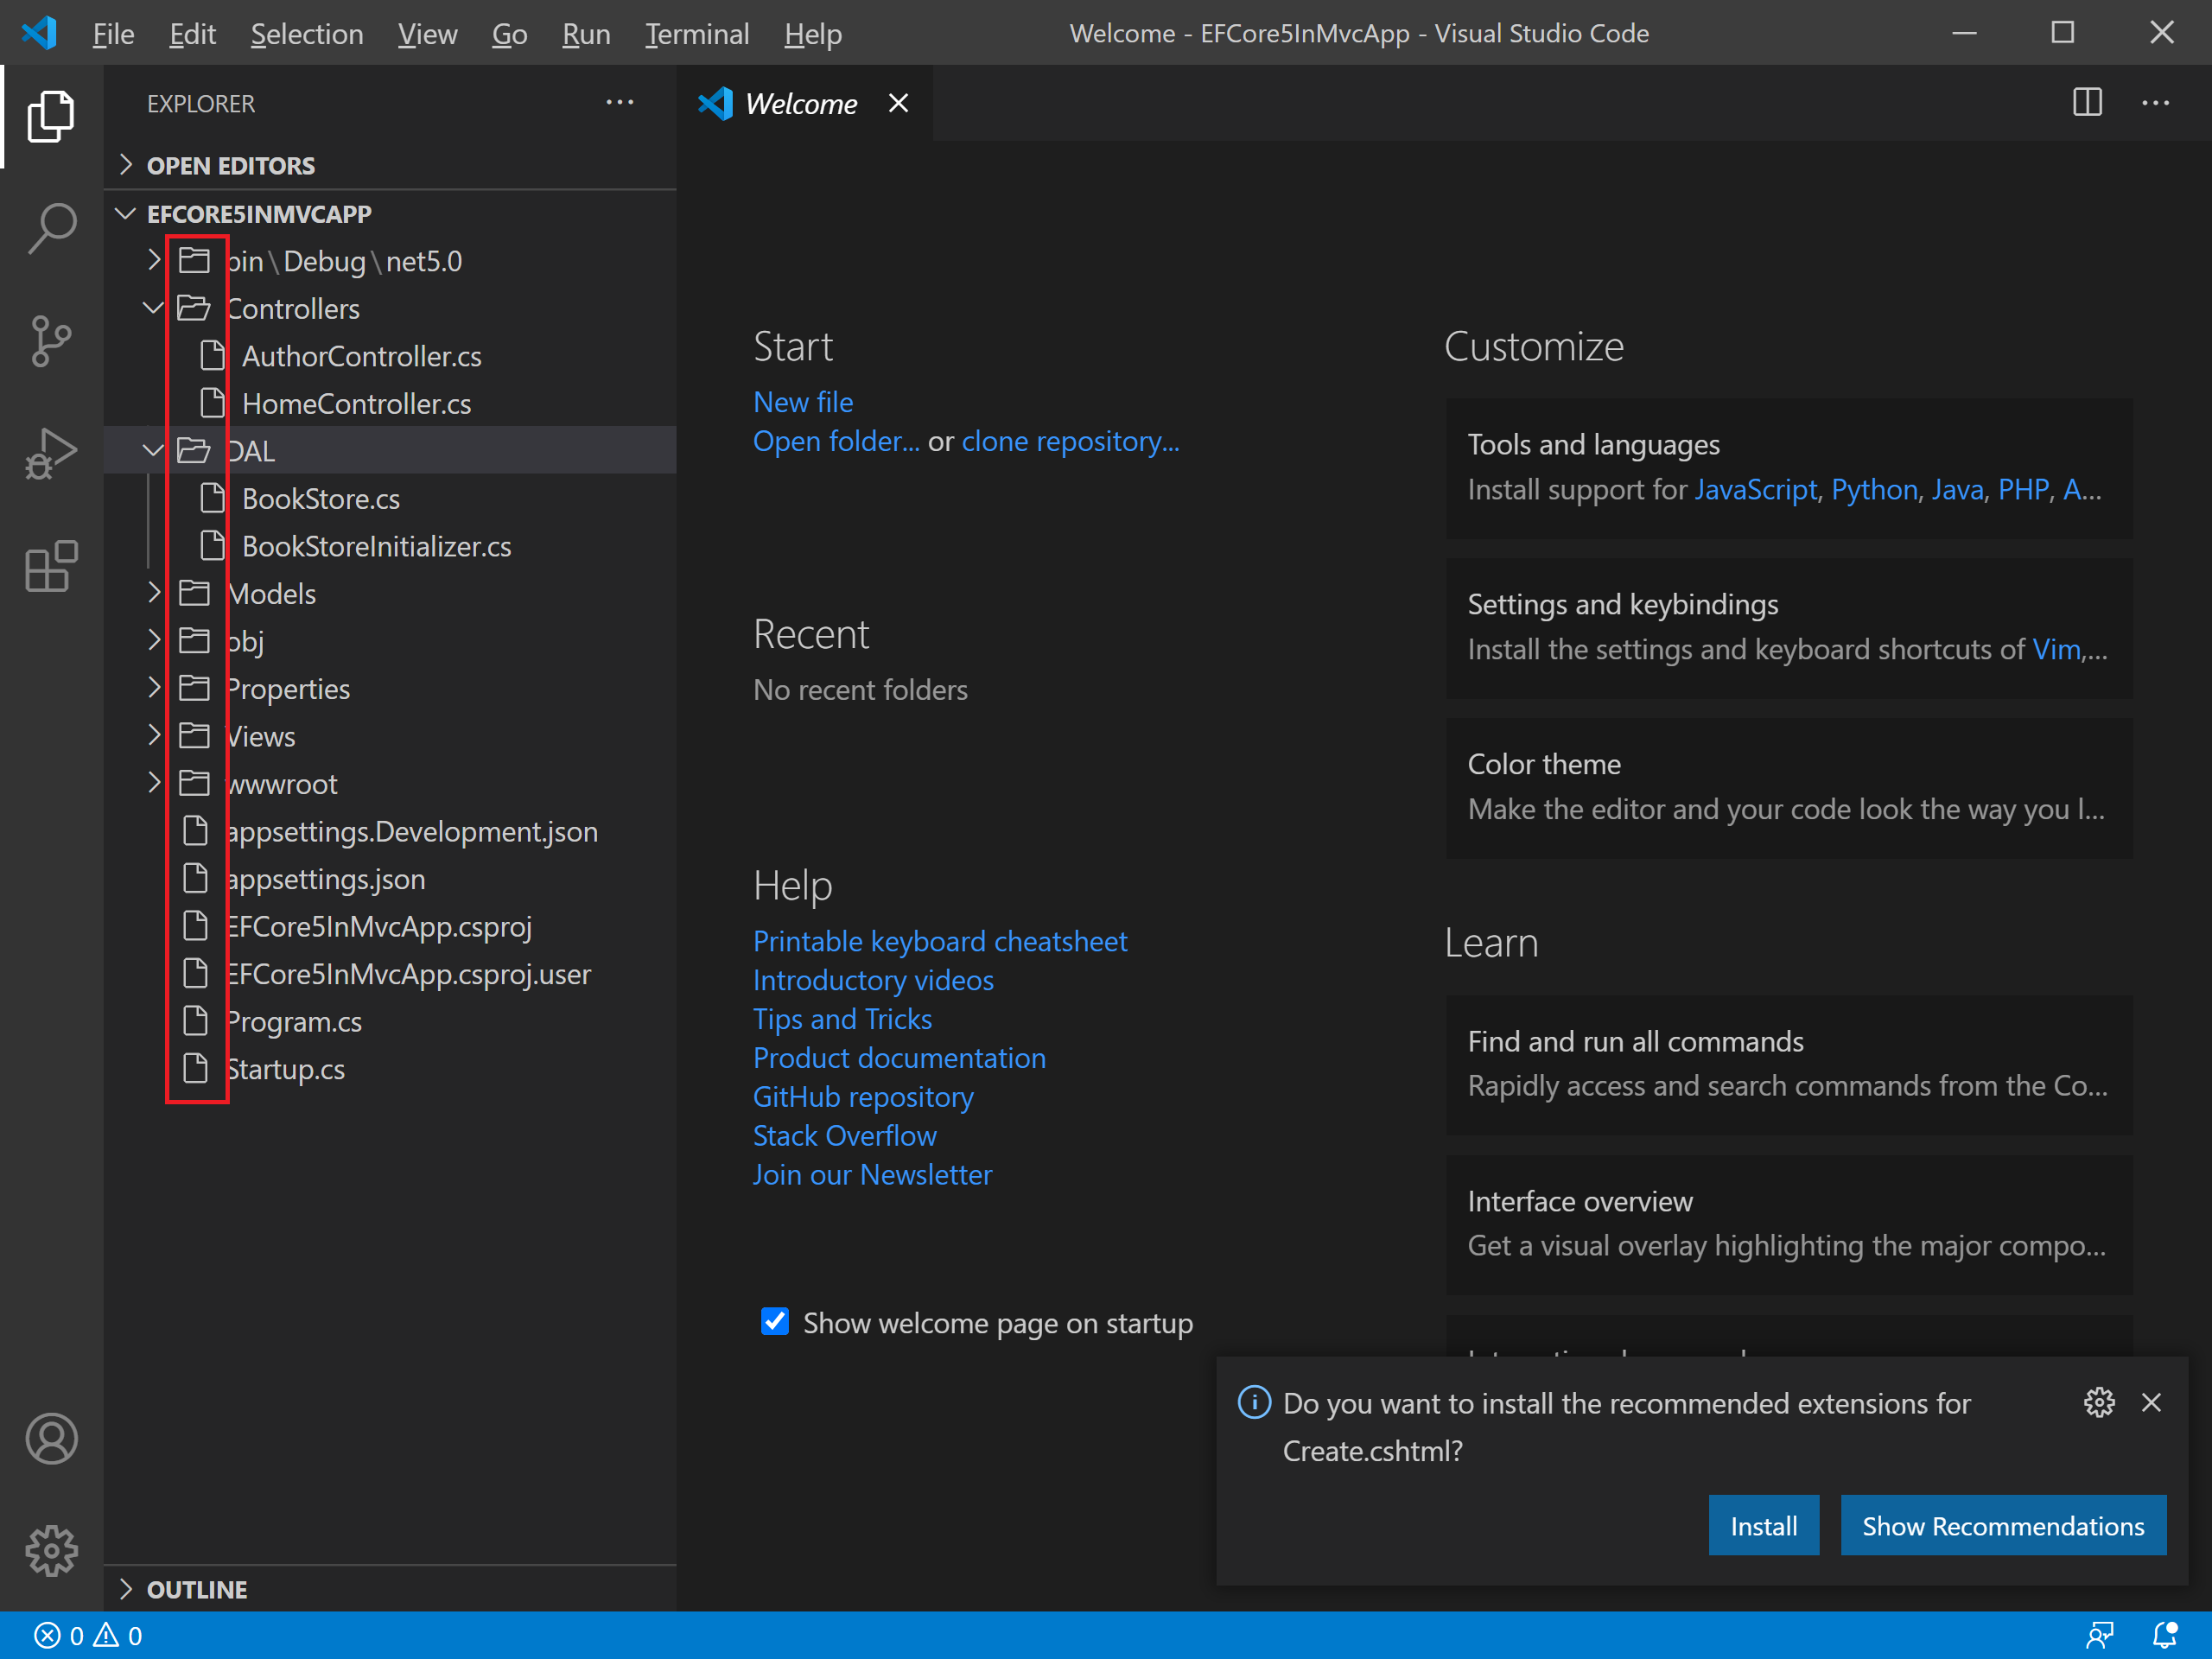 File Edit Selection View Go Run Terminal Help
Welcome - EFCore5InMvcApp - Visual Studio Code
EXPLORER
Welcome
OPEN EDITORS
EFCORE5INMVCAPP
bin\Debug\net5.0
Controllers
AuthorController.cs
HomeController.cs
DAL
BookStore.cs
BookStoreInitializer.cs
Models
obj
Properties
Views
wwwroot
appsettings.Development.json
appsettings.json
EFCore5InMvcApp.csproj
EFCore5InMvcApp.csproj.user
Program.cs
Startup.cs
OUTLINE
Start
New file
Open folder... or clone repository...
Recent
No recent folders
Help
Printable keyboard cheatsheet
Introductory videos
Tips and Tricks
Product documentation
GitHub repository
Stack Overflow
Join our Newsletter
Show welcome page on startup
Customize
Tools and languages
Install support for JavaScript, Python, Java, PHP, A...
Settings and keybindings
Install the settings and keyboard shortcuts of Vim,...
Color theme
Make the editor and your code look the way you l...
Learn
Find and run all commands
Rapidly access and search commands from the Co...
Interface overview
Get a visual overlay highlighting the major compo...
Do you want to install the recommended extensions for
Create.cshtml?
Install
Show Recommendations
0 0